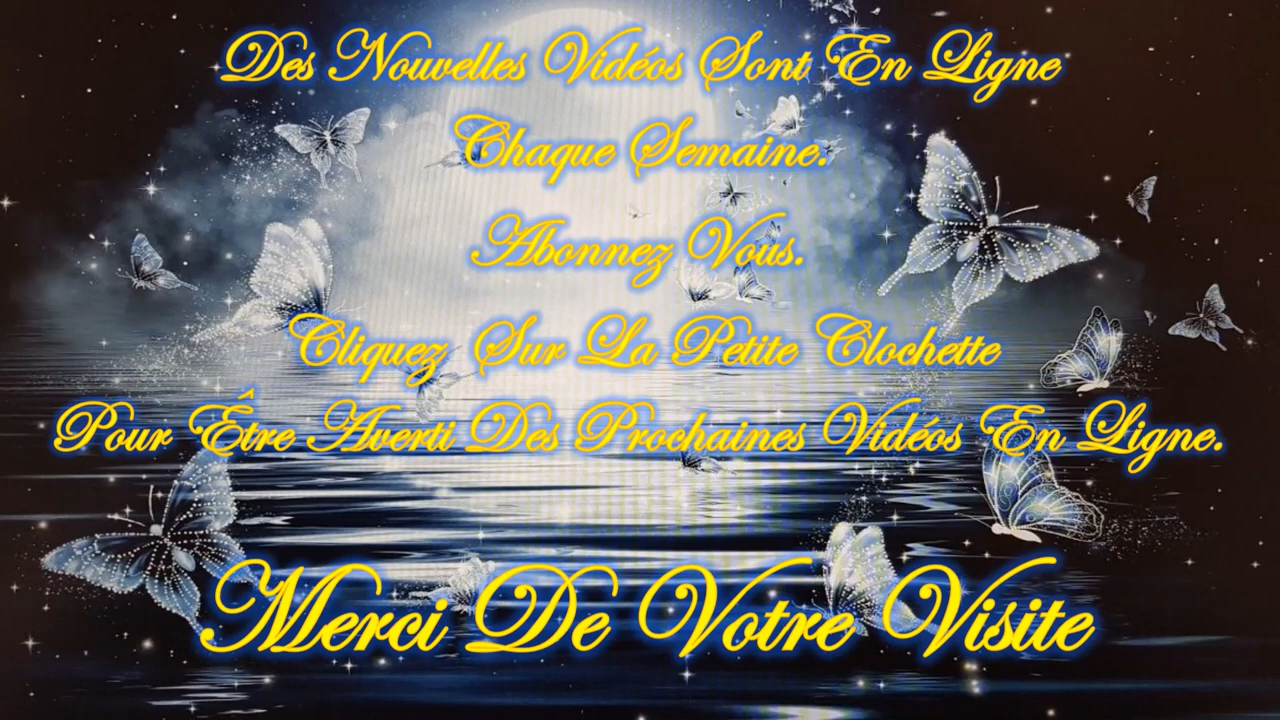 Des Nouvelles Vidéos Sont En Ligne
Chaque Semaine.
Abonnez Vous.
Cliquez Sur La Petite Clochette
Pour Être Averti Des Prochaines Vidéos En Ligne.
Merci De Votre Visite